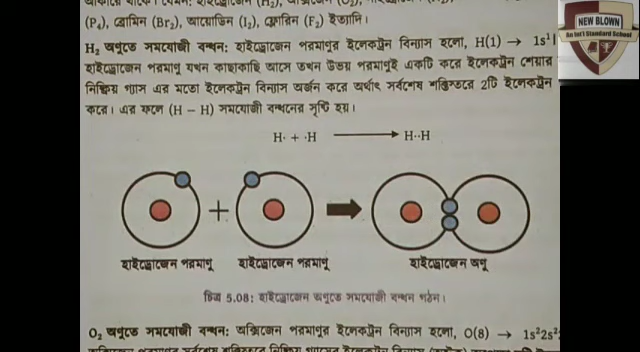 (P₄), ব্রোমিন (Br₂), আয়োডিন (I₂), ফ্লোরিন (F₂) ইত্যাদি।
H₂ অণুতে সমযোজী বন্ধন: হাইড্রোজেন পরমাণুর ইলেকট্রন বিন্যাস হলো, H(1) → 1s¹।
হাইড্রোজেন পরমাণু যখন কাছাকাছি আসে তখন উভয় পরমাণুই একটি করে ইলেকট্রন শেয়ার
নিষ্ক্রিয় গ্যাস এর মতো ইলেকট্রন বিন্যাস অর্জন করে অর্থাৎ সর্বশেষ শক্তিস্তরে 2টি ইলেকট্রন
করে। এর ফলে (H – H) সমযোজী বন্ধনের সৃষ্টি হয়।
H· + ·H → H··H
+
হাইড্রোজেন পরমাণু হাইড্রোজেন পরমাণু হাইড্রোজেন অণু
চিত্র 5.08: হাইড্রোজেন অণুতে সমযোজী বন্ধন গঠন।
O₂ অণুতে সমযোজী বন্ধন: অক্সিজেন পরমাণুর ইলেকট্রন বিন্যাস হলো, O(8) → 1s²2s²
NEW BLOWN
An Int'l Standard School